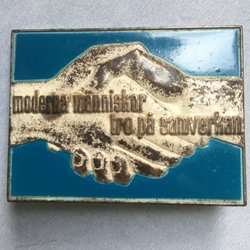 moderna människor
tro på samverkan